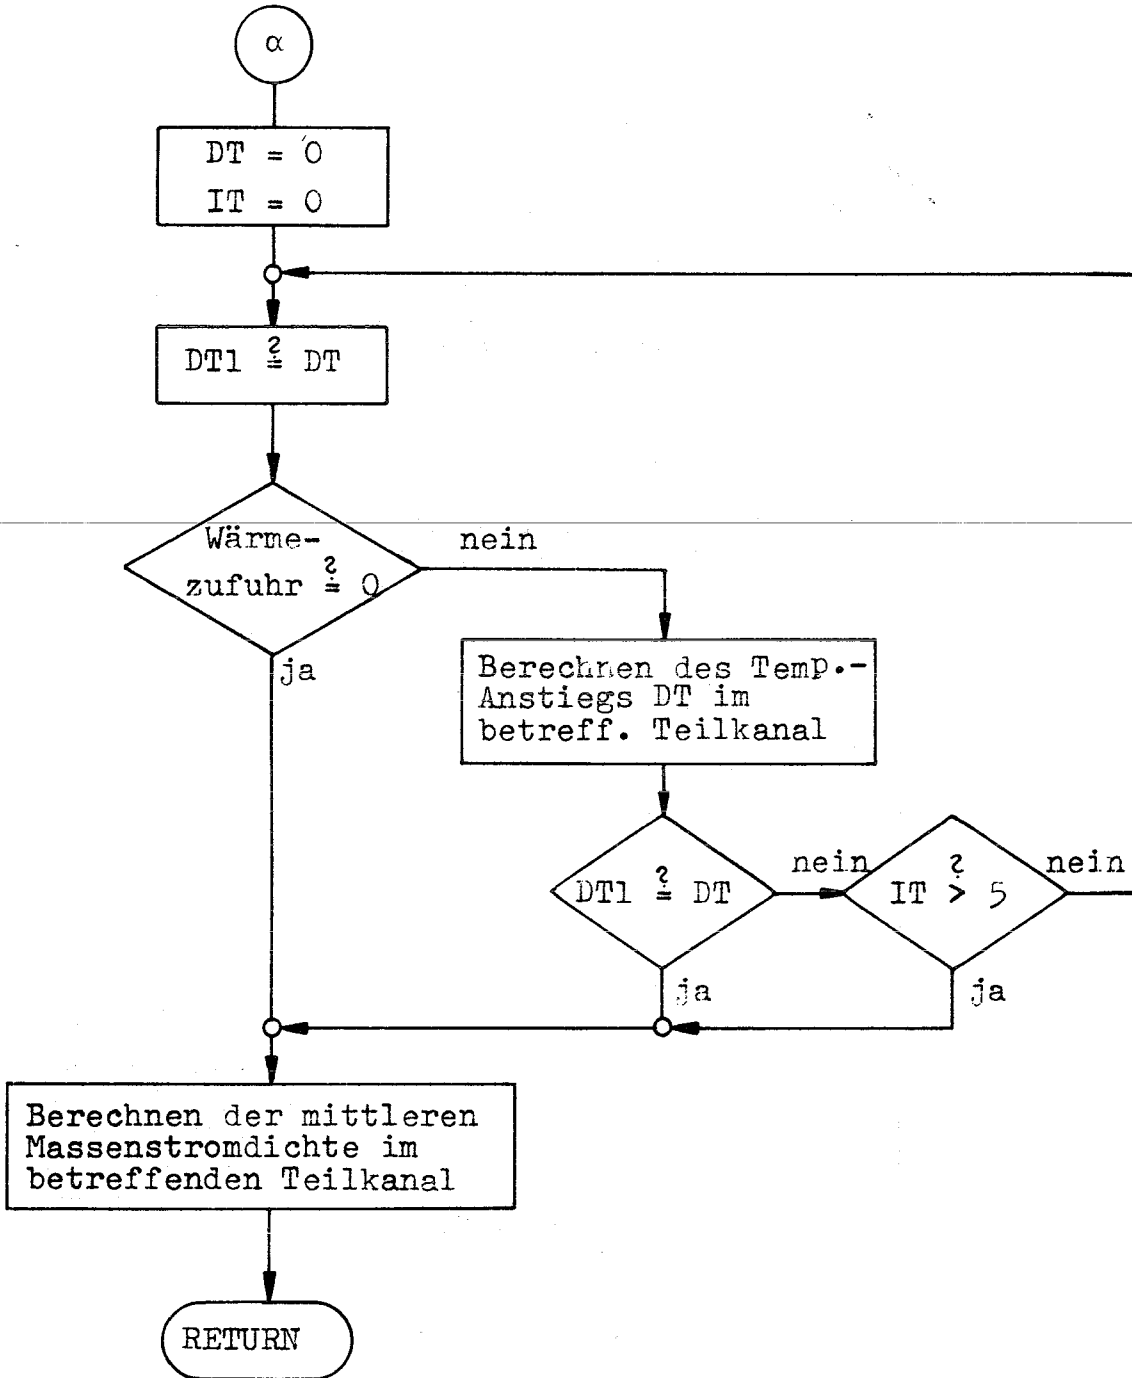 α
DT = 0
IT = 0
DT1 ≟ DT
Wärme-
zufuhr ≟ 0
nein
ja
Berechnen des Temp.-
Anstiegs DT im
betreff. Teilkanal
DT1 ≟ DT
nein
ja
IT >̊ 5
nein
ja
Berechnen der mittleren
Massenstromdichte im
betreffenden Teilkanal
RETURN